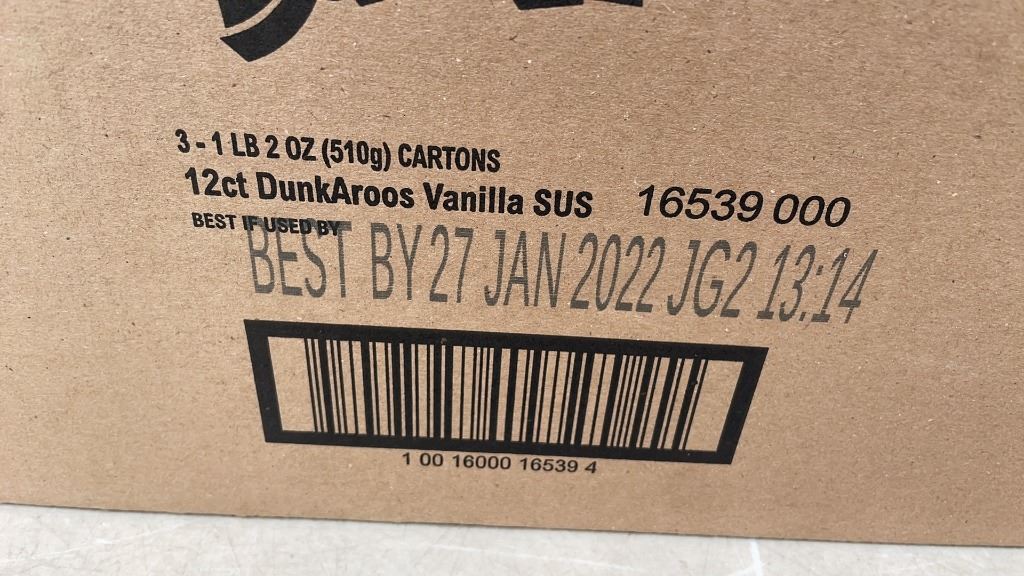 3 - 1 LB 2 OZ (510g) CARTONS
12ct DunkAroos Vanilla SUS 16539 000
BEST IF USED BY
BEST BY 27 JAN 2022 JG2 13:14
1 00 16000 16539 4